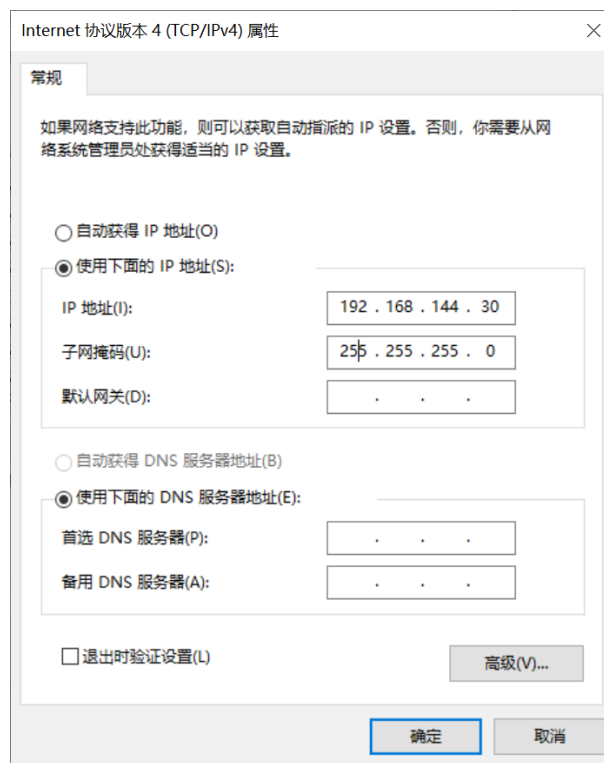 Internet 协议版本 4 (TCP/IPv4) 属性
常规
如果网络支持此功能，则可以获取自动指派的 IP 设置。否则，你需要从网
络系统管理员处获得适当的 IP 设置。
自动获得 IP 地址(O)
使用下面的 IP 地址(S):
IP 地址(I): 192 . 168 . 144 . 30
子网掩码(U): 255 . 255 . 255 . 0
默认网关(D): . . .
自动获得 DNS 服务器地址(B)
使用下面的 DNS 服务器地址(E):
首选 DNS 服务器(P): . . .
备用 DNS 服务器(A): . . .
退出时验证设置(L)
高级(V)...
确定 取消